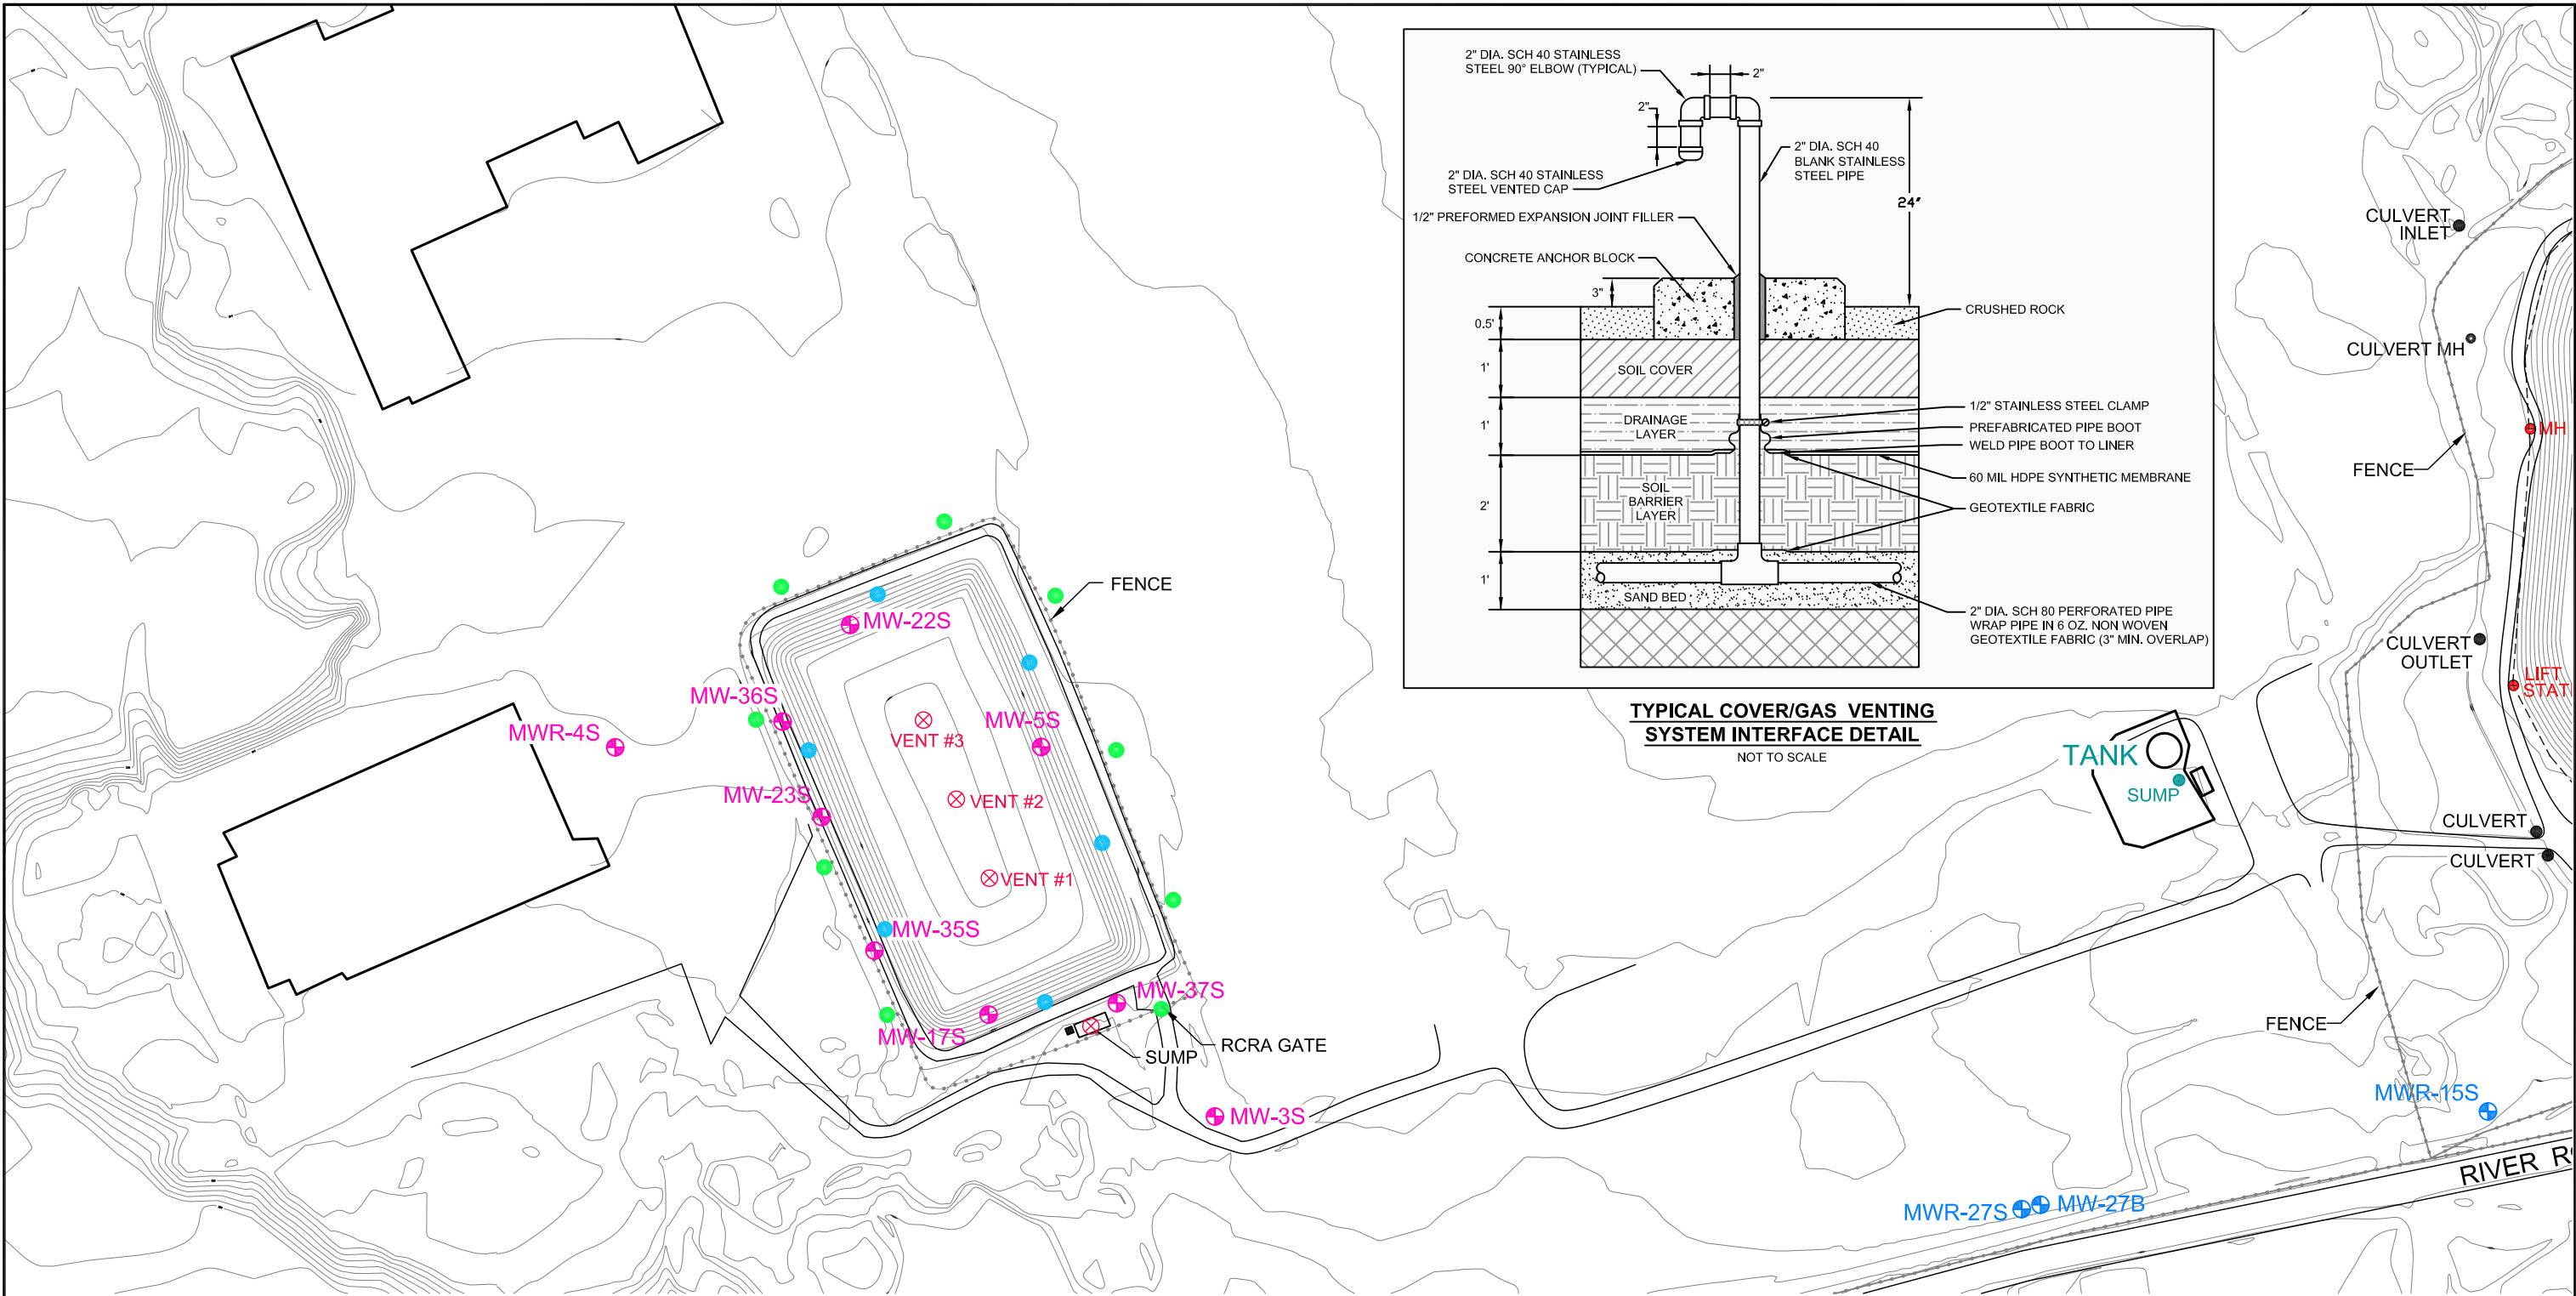 2" DIA. SCH 40 STAINLESS
STEEL 90° ELBOW (TYPICAL)
2"
2"
2" DIA. SCH 40
BLANK STAINLESS
STEEL PIPE
2" DIA. SCH 40 STAINLESS
STEEL VENTED CAP
24"
1/2" PREFORMED EXPANSION JOINT FILLER
CONCRETE ANCHOR BLOCK
3"
CRUSHED ROCK
0.5'
1'
SOIL COVER
1'
DRAINAGE
LAYER
1/2" STAINLESS STEEL CLAMP
PREFABRICATED PIPE BOOT
WELD PIPE BOOT TO LINER
60 MIL HDPE SYNTHETIC MEMBRANE
2'
SOIL
BARRIER
LAYER
GEOTEXTILE FABRIC
1'
SAND BED
2" DIA. SCH 80 PERFORATED PIPE
WRAP PIPE IN 6 OZ. NON WOVEN
GEOTEXTILE FABRIC (3" MIN. OVERLAP)
TYPICAL COVER/GAS VENTING
SYSTEM INTERFACE DETAIL
NOT TO SCALE
CULVERT
INLET
CULVERT MH
MH
FENCE
CULVERT
OUTLET
LIFT
STAT
TANK
SUMP
CULVERT
CULVERT
FENCE
MWR-15S
RIVER R
MWR-27S
MW-27B
FENCE
MW-22S
MW-36S
MWR-4S
MW-5S
VENT #3
MW-23S
VENT #2
VENT #1
MW-35S
MW-37S
MW-17S
SUMP
RCRA GATE
MW-3S